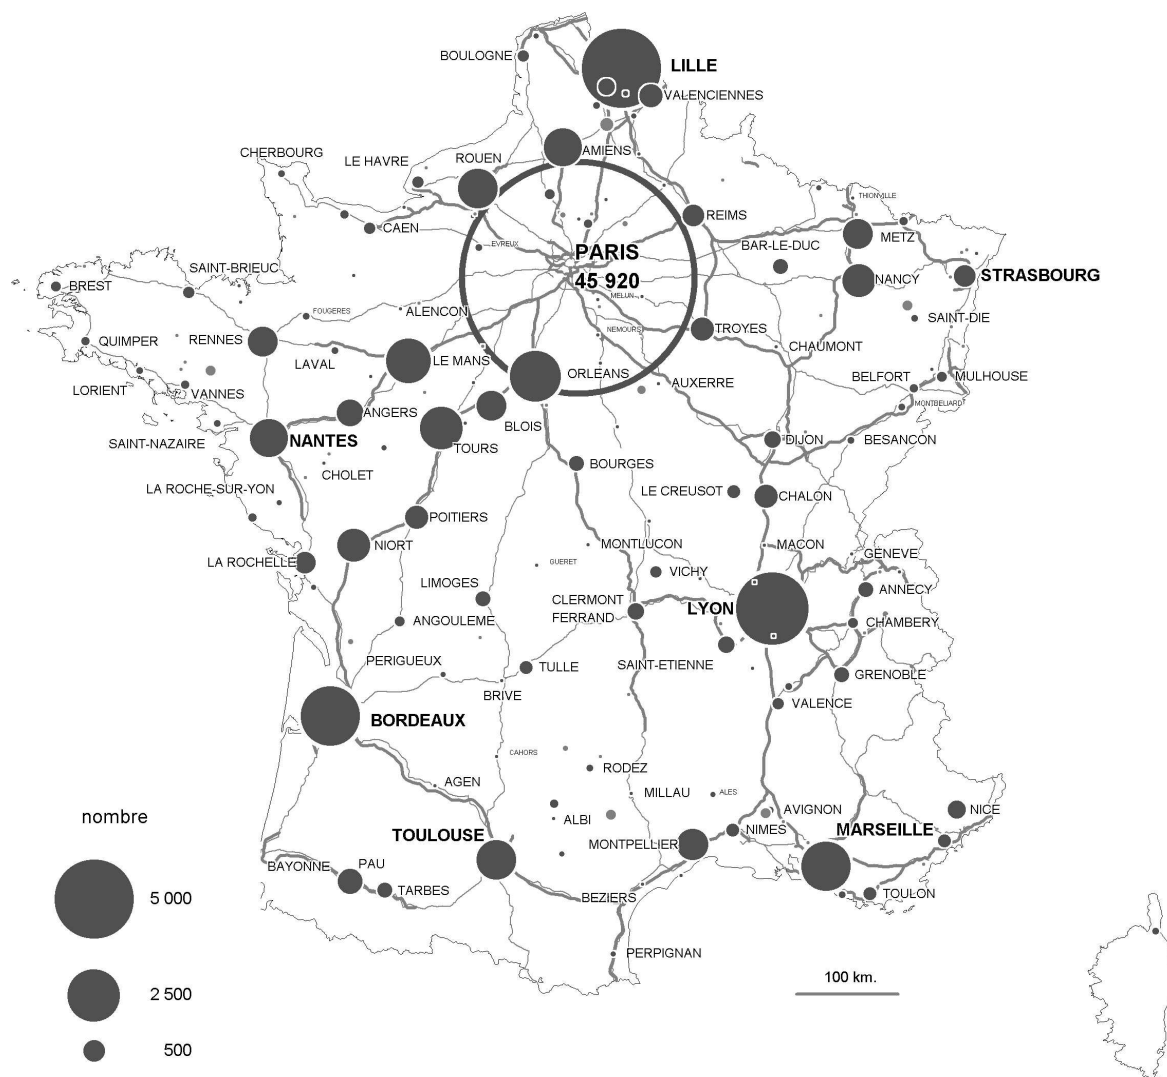 BOULOGNE
LILLE
VALENCIENNES
AMIENS
CHERBOURG
LE HAVRE
ROUEN
THIONVILLE
REIMS
CAEN
METZ
BAR-LE-DUC
EVREUX
PARIS
45 920
NANCY
STRASBOURG
SAINT-BRIEUC
BREST
MELUN
FOUGERES
ALENCON
SAINT-DIE
NEMOURS
TROYES
QUIMPER
RENNES
CHAUMONT
LAVAL
LE MANS
ORLEANS
AUXERRE
BELFORT
MULHOUSE
LORIENT
VANNES
MONTBELIARD
ANGERS
BLOIS
SAINT-NAZAIRE
NANTES
TOURS
DIJON
BESANCON
BOURGES
CHOLET
LA ROCHE-SUR-YON
LE CREUSOT
CHALON
POITIERS
NIORT
MONTLUCON
MACON
GENEVE
LA ROCHELLE
GUERET
VICHY
LIMOGES
ANNECY
CLERMONT
FERRAND
LYON
ANGOULEME
CHAMBERY
PERIGUEUX
TULLE
SAINT-ETIENNE
GRENOBLE
BRIVE
VALENCE
BORDEAUX
CAHORS
RODEZ
AGEN
MILLAU
ALES
nombre
ALBI
AVIGNON
NICE
TOULOUSE
NIMES
MARSEILLE
MONTPELLIER
BAYONNE
PAU
TARBES
BEZIERS
TOULON
5 000
PERPIGNAN
100 km.
2 500
500